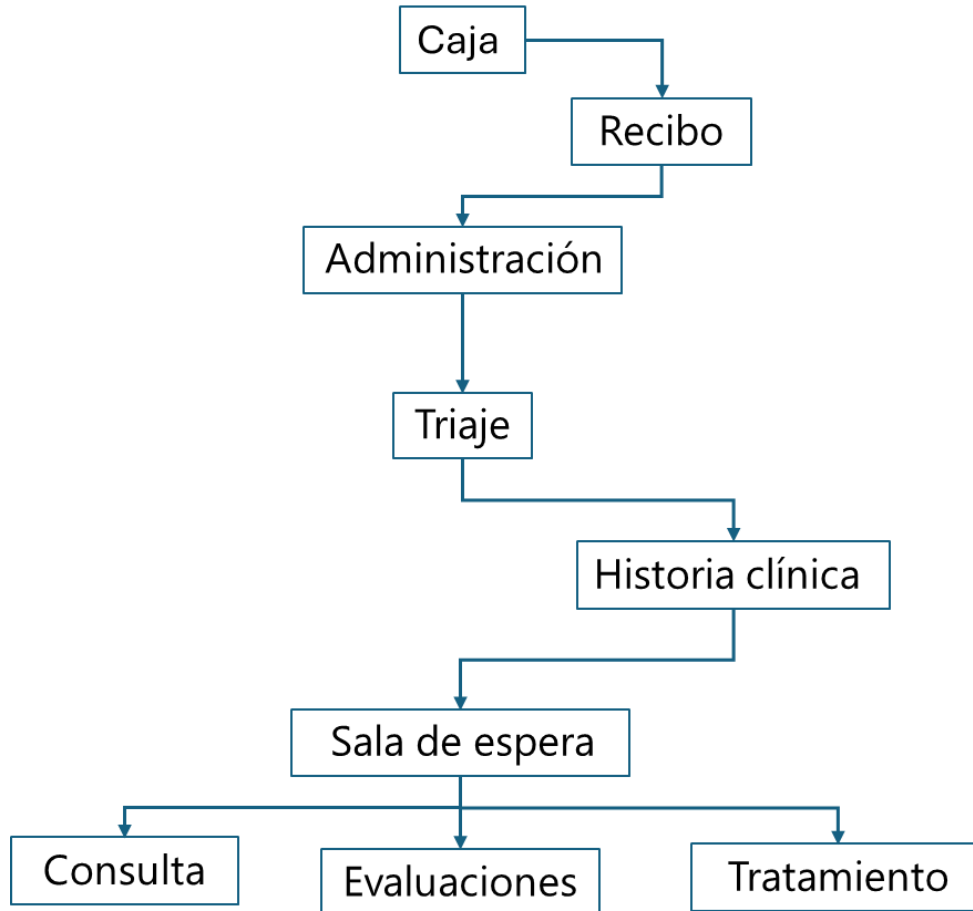 Caja
Recibo
Administración
Triaje
Historia clínica
Sala de espera
Consulta
Evaluaciones
Tratamiento